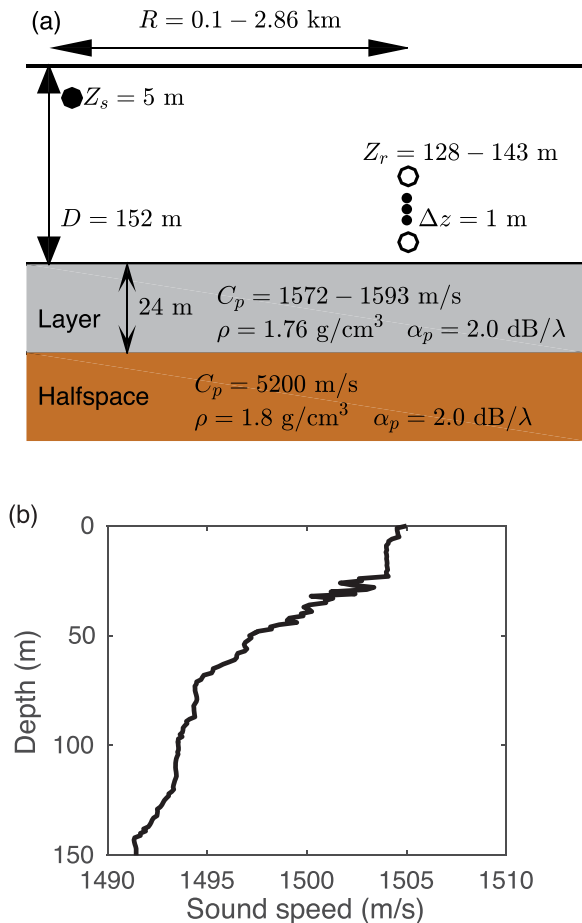 (a)
R = 0.1 − 2.86 km
Z_s = 5 m
Z_r = 128 − 143 m
D = 152 m
Δz = 1 m
24 m
C_p = 1572 − 1593 m/s
Layer
ρ = 1.76 g/cm³ α_p = 2.0 dB/λ
C_p = 5200 m/s
Halfspace
ρ = 1.8 g/cm³ α_p = 2.0 dB/λ
(b)
0
50
100
150
Depth (m)
1490 1495 1500 1505 1510
Sound speed (m/s)